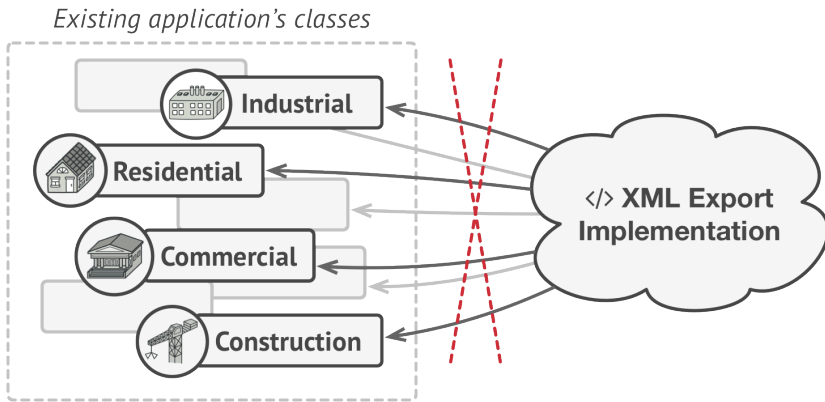 Existing application’s classes
Industrial
Residential
Commercial
Construction
</> XML Export
Implementation